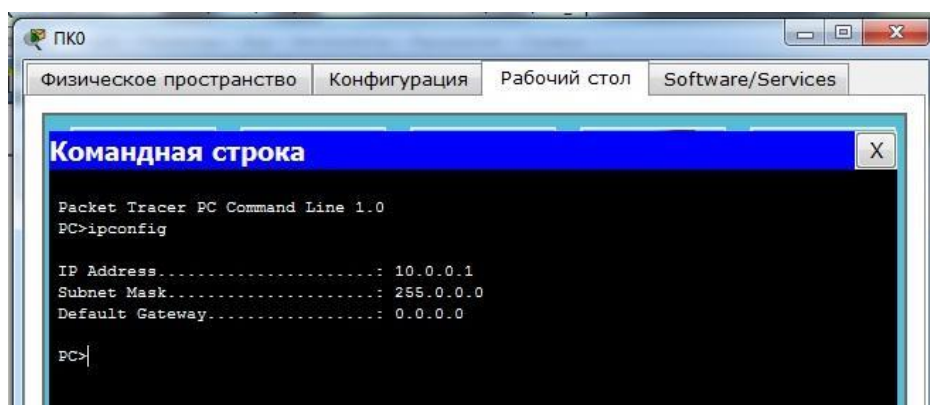 ПК0
Физическое пространство Конфигурация Рабочий стол Software/Services
Командная строка X
Packet Tracer PC Command Line 1.0
PC>ipconfig
IP Address......................: 10.0.0.1
Subnet Mask.....................: 255.0.0.0
Default Gateway.................: 0.0.0.0
PC>